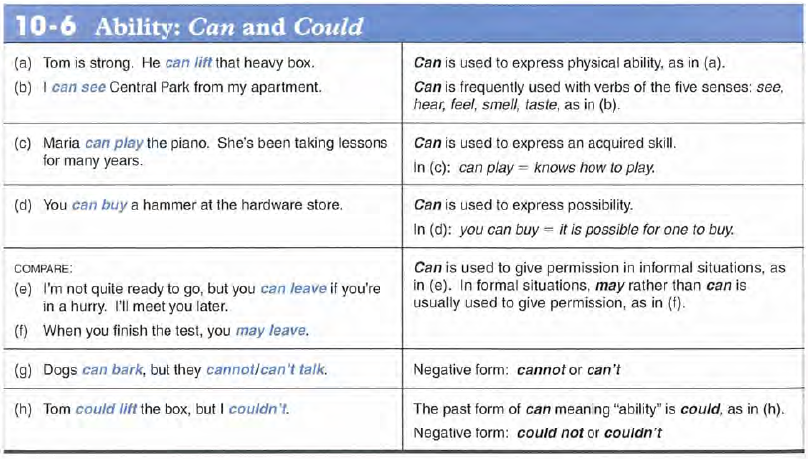 10-6 Ability: Can and Could
(a) Tom is strong. He can lift that heavy box.
(b) I can see Central Park from my apartment.
Can is used to express physical ability, as in (a).
Can is frequently used with verbs of the five senses: see,
hear, feel, smell, taste, as in (b).
(c) Maria can play the piano. She's been taking lessons
for many years.
Can is used to express an acquired skill.
In (c): can play = knows how to play.
(d) You can buy a hammer at the hardware store.
Can is used to express possibility.
In (d): you can buy = it is possible for one to buy.
COMPARE:
(e) I'm not quite ready to go, but you can leave if you're
in a hurry. I'll meet you later.
(f) When you finish the test, you may leave.
Can is used to give permission in informal situations, as
in (e). In formal situations, may rather than can is
usually used to give permission, as in (f).
(g) Dogs can bark, but they cannot/can't talk.
Negative form: cannot or can't
(h) Tom could lift the box, but I couldn't.
The past form of can meaning "ability" is could, as in (h).
Negative form: could not or couldn't